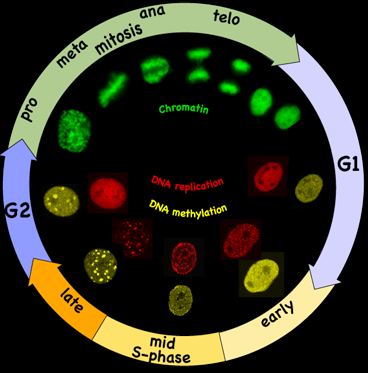 pro
meta
mitosis
ana
telo
G1
early
mid
S-phase
late
G2
Chromatin
DNA replication
DNA methylation